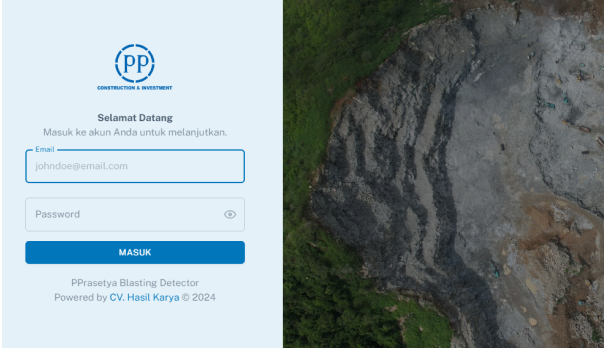 PP
CONSTRUCTION & INVESTMENT
Selamat Datang
Masuk ke akun Anda untuk melanjutkan.
Email
johndoe@email.com
Password
MASUK
PPrasetya Blasting Detector
Powered by CV. Hasil Karya © 2024